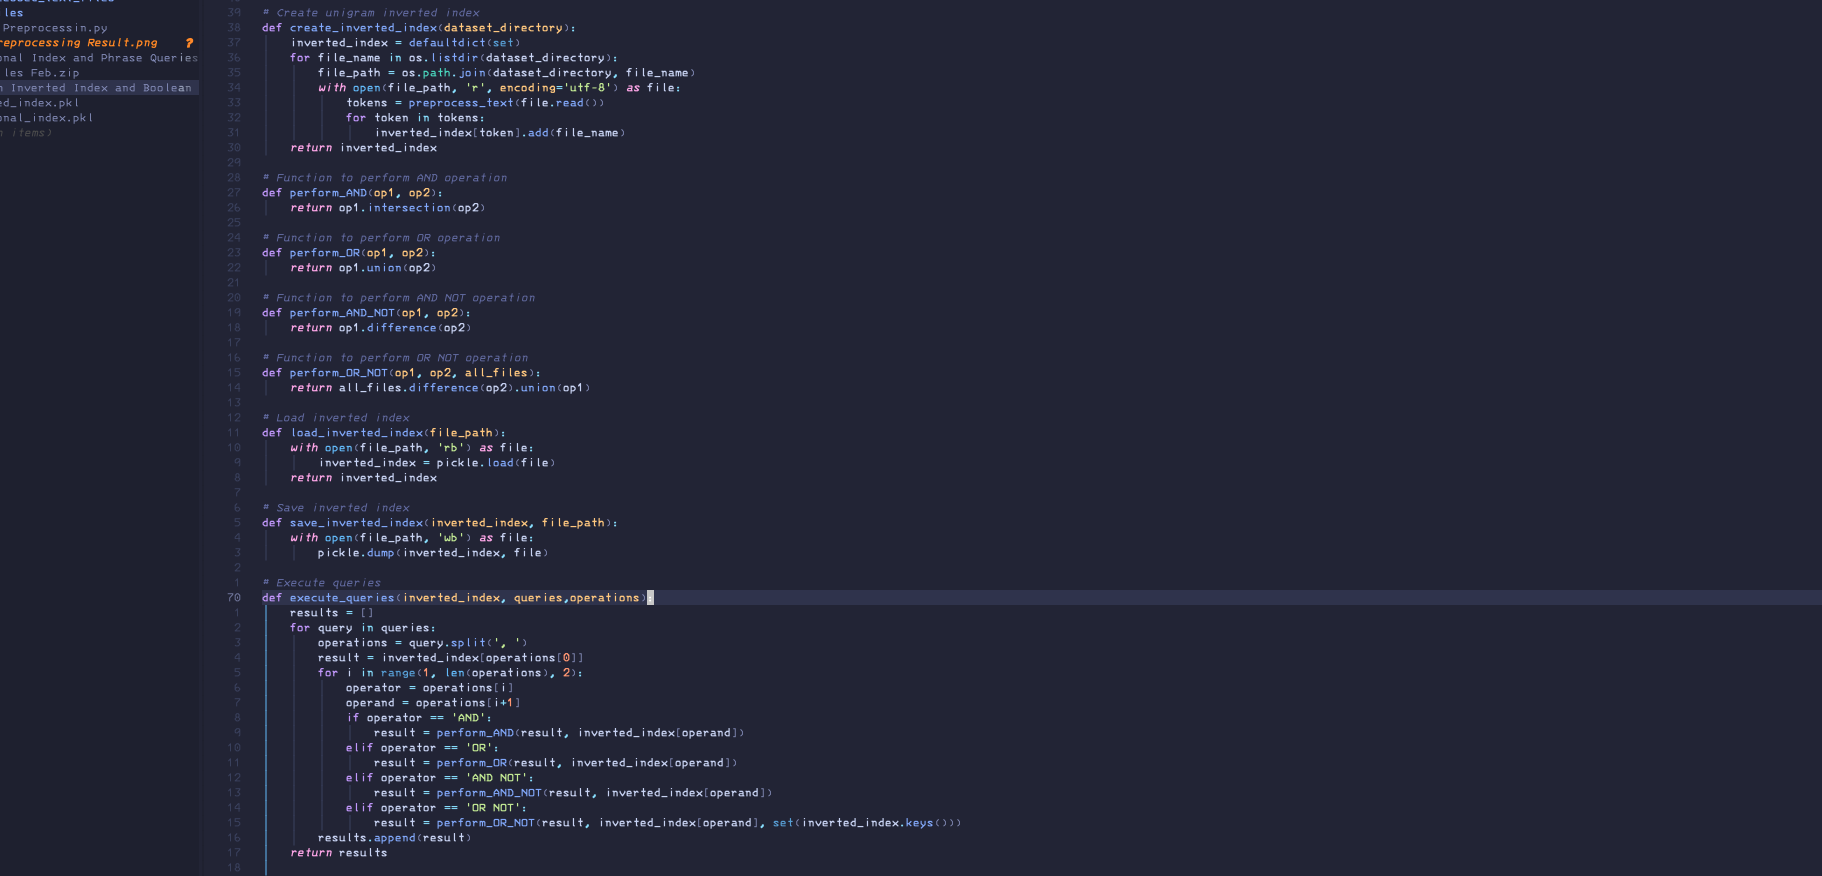 les
Preprocessin.py
reprocessing Result.png ?
onal Index and Phrase Queries
les Feb.zip
n Inverted Index and Boolean
ed_index.pkl
onal_index.pkl
n items)
39 # Create unigram inverted index
38 def create_inverted_index(dataset_directory):
37 inverted_index = defaultdict(set)
36 for file_name in os.listdir(dataset_directory):
35 file_path = os.path.join(dataset_directory, file_name)
34 with open(file_path, 'r', encoding='utf-8') as file:
33 tokens = preprocess_text(file.read())
32 for token in tokens:
31 inverted_index[token].add(file_name)
30 return inverted_index
29
28 # Function to perform AND operation
27 def perform_AND(op1, op2):
26 return op1.intersection(op2)
25
24 # Function to perform OR operation
23 def perform_OR(op1, op2):
22 return op1.union(op2)
21
20 # Function to perform AND NOT operation
19 def perform_AND_NOT(op1, op2):
18 return op1.difference(op2)
17
16 # Function to perform OR NOT operation
15 def perform_OR_NOT(op1, op2, all_files):
14 return all_files.difference(op2).union(op1)
13
12 # Load inverted index
11 def load_inverted_index(file_path):
10 with open(file_path, 'rb') as file:
9 inverted_index = pickle.load(file)
8 return inverted_index
7
6 # Save inverted index
5 def save_inverted_index(inverted_index, file_path):
4 with open(file_path, 'wb') as file:
3 pickle.dump(inverted_index, file)
2
1 # Execute queries
70 def execute_queries(inverted_index, queries,operations):
1 results = []
2 for query in queries:
3 operations = query.split(', ')
4 result = inverted_index[operations[0]]
5 for i in range(1, len(operations), 2):
6 operator = operations[i]
7 operand = operations[i+1]
8 if operator == 'AND':
9 result = perform_AND(result, inverted_index[operand])
10 elif operator == 'OR':
11 result = perform_OR(result, inverted_index[operand])
12 elif operator == 'AND NOT':
13 result = perform_AND_NOT(result, inverted_index[operand])
14 elif operator == 'OR NOT':
15 result = perform_OR_NOT(result, inverted_index[operand], set(inverted_index.keys()))
16 results.append(result)
17 return results
18